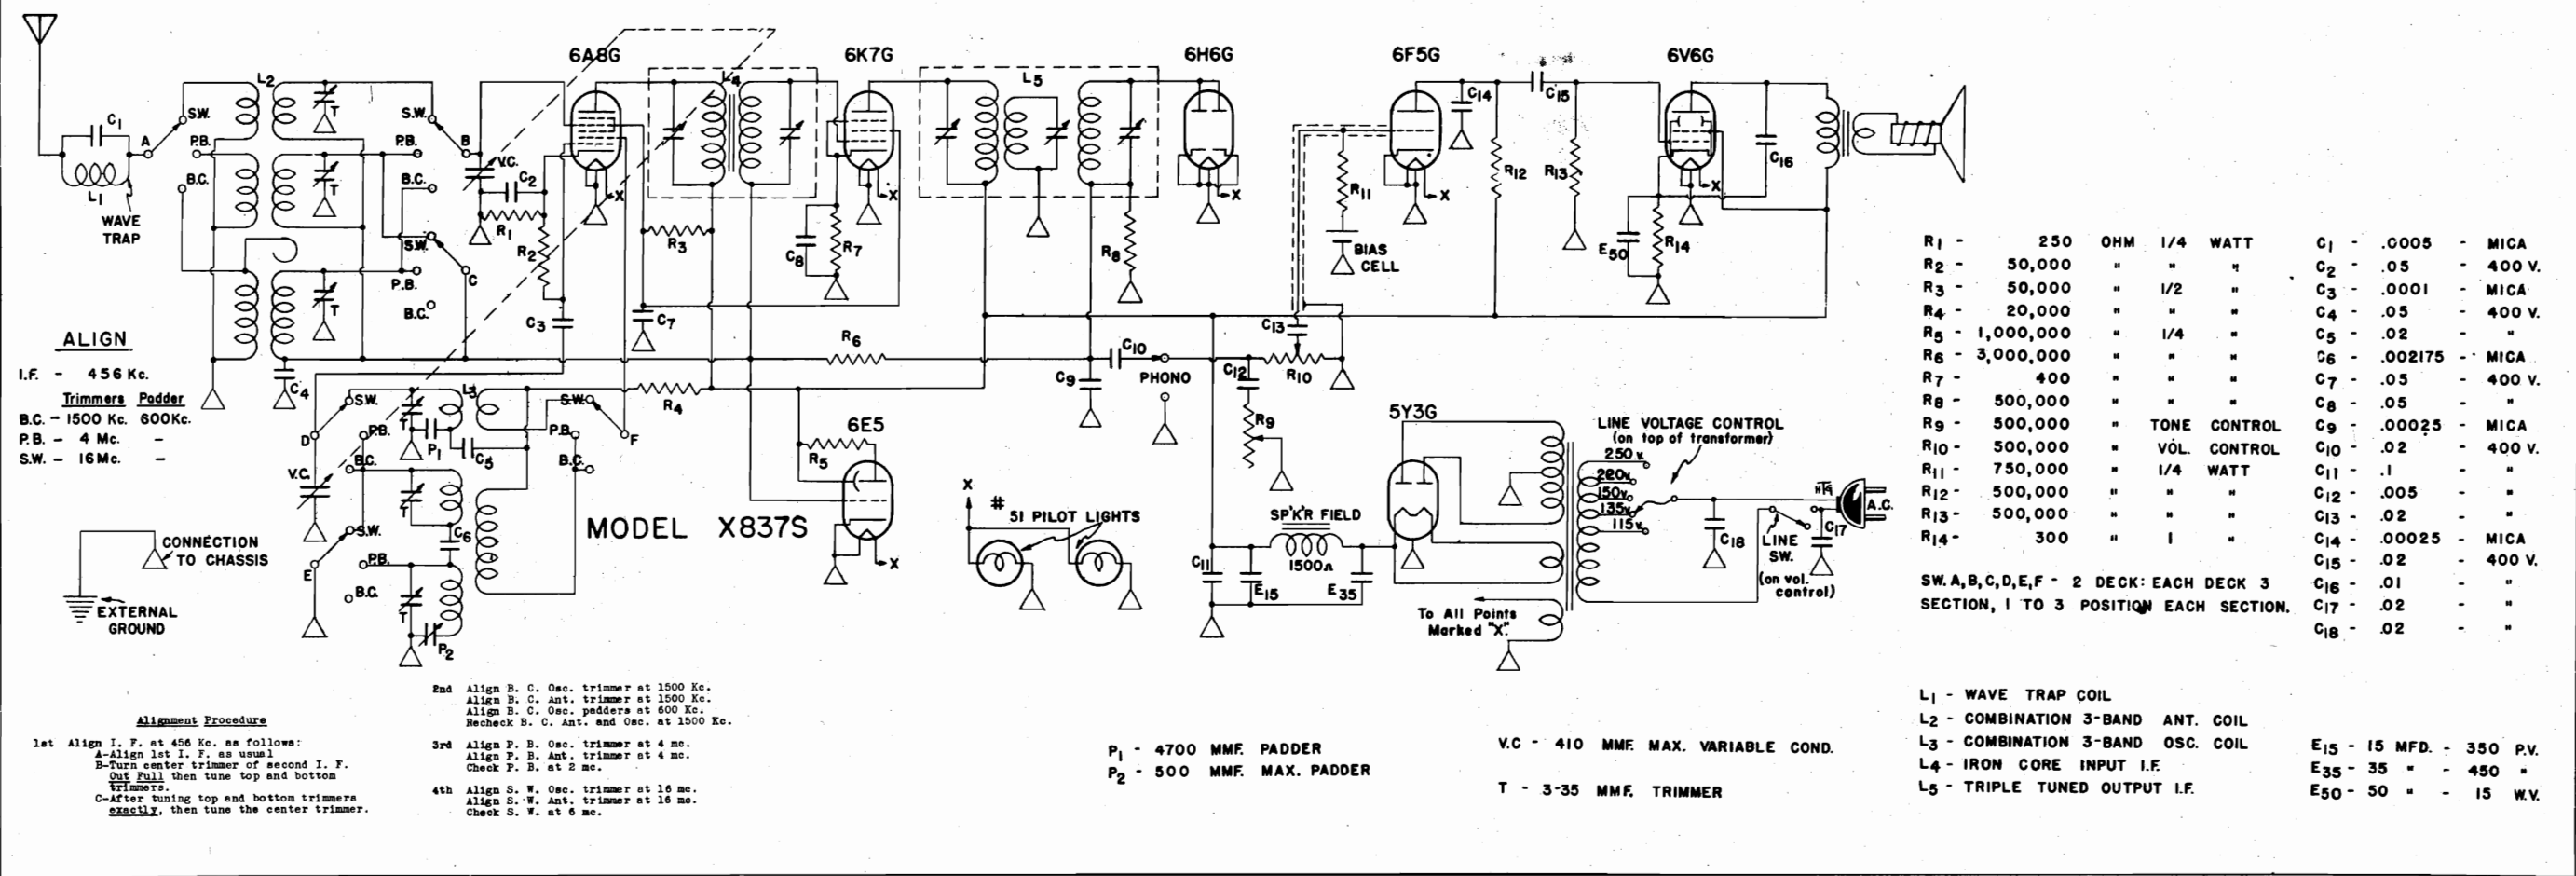 6A8G
6K7G
6H6G
6F5G
6V6G
L2
L4
L5
C1
A
S.W.
P.B.
B.C.
L1
WAVE
TRAP
T
T
T
S.W.
P.B.
B.C.
B
V.C.
C2
R1
R2
X
S.W.
P.B.
B.C.
C
C3
C4
R3
C7
C8
R7
X
R8
X
R11
BIAS
CELL
X
C14
C15
R12
R13
E50
R14
X
C16
ALIGN
I.F. - 456 Kc.
Trimmers Padder
B.C. - 1500 Kc. 600Kc.
P.B. - 4 Mc. -
S.W. - 16Mc. -
R6
C10
PHONO
C9
C13
C12
R10
R9
R4
L3
D
S.W.
P.B.
B.C.
T
P1
C5
S.W.
P.B.
B.C.
F
V.C.
T
C6
E
S.W.
P.B.
B.C.
T
P2
6E5
R5
X
MODEL X837S
X
# 51 PILOT LIGHTS
CONNECTION
TO CHASSIS
EXTERNAL
GROUND
5Y3G
SP'K'R FIELD
1500Ω
C11
E15
E35
LINE VOLTAGE CONTROL
(on top of transformer)
250 v.
220v.
150v.
135v.
115v.
C18
LINE
SW.
(on vol.
control)
C17
A.C.
To All Points
Marked "X".
R1 - 250 OHM 1/4 WATT
R2 - 50,000 " " "
R3 - 50,000 " 1/2 "
R4 - 20,000 " " "
R5 - 1,000,000 " 1/4 "
R6 - 3,000,000 " " "
R7 - 400 " " "
R8 - 500,000 " " "
R9 - 500,000 " TONE CONTROL
R10 - 500,000 " VOL. CONTROL
R11 - 750,000 " 1/4 WATT
R12 - 500,000 " " "
R13 - 500,000 " " "
R14 - 300 " 1 "
SW. A,B,C,D,E,F - 2 DECK: EACH DECK 3
SECTION, 1 TO 3 POSITION EACH SECTION.
C1 - .0005 - MICA
C2 - .05 - 400 V.
C3 - .0001 - MICA
C4 - .05 - 400 V.
C5 - .02 - "
C6 - .002175 - MICA
C7 - .05 - 400 V.
C8 - .05 - "
C9 - .00025 - MICA
C10 - .02 - 400 V.
C11 - .1 - "
C12 - .005 - "
C13 - .02 - "
C14 - .00025 - MICA
C15 - .02 - 400 V.
C16 - .01 - "
C17 - .02 - "
C18 - .02 - "
Alignment Procedure
1st Align I. F. at 456 Kc. as follows:
A-Align 1st I. F. as usual
B-Turn center trimmer of second I. F.
Out Full then tune top and bottom
trimmers.
C-After tuning top and bottom trimmers
exactly, then tune the center trimmer.
2nd Align B. C. Osc. trimmer at 1500 Kc.
Align B. C. Ant. trimmer at 1500 Kc.
Align B. C. Osc. padders at 600 Kc.
Recheck B. C. Ant. and Osc. at 1500 Kc.
3rd Align P. B. Osc. trimmer at 4 mc.
Align P. B. Ant. trimmer at 4 mc.
Check P. B. at 2 mc.
4th Align S. W. Osc. trimmer at 16 mc.
Align S. W. Ant. trimmer at 16 mc.
Check S. W. at 6 mc.
P1 - 4700 MMF. PADDER
P2 - 500 MMF. MAX. PADDER
V.C - 410 MMF. MAX. VARIABLE COND.
T - 3-35 MMF. TRIMMER
L1 - WAVE TRAP COIL
L2 - COMBINATION 3-BAND ANT. COIL
L3 - COMBINATION 3-BAND OSC. COIL
L4 - IRON CORE INPUT I.F.
L5 - TRIPLE TUNED OUTPUT I.F.
E15 - 15 MFD. - 350 P.V.
E35 - 35 " - 450 "
E50 - 50 " - 15 W.V.